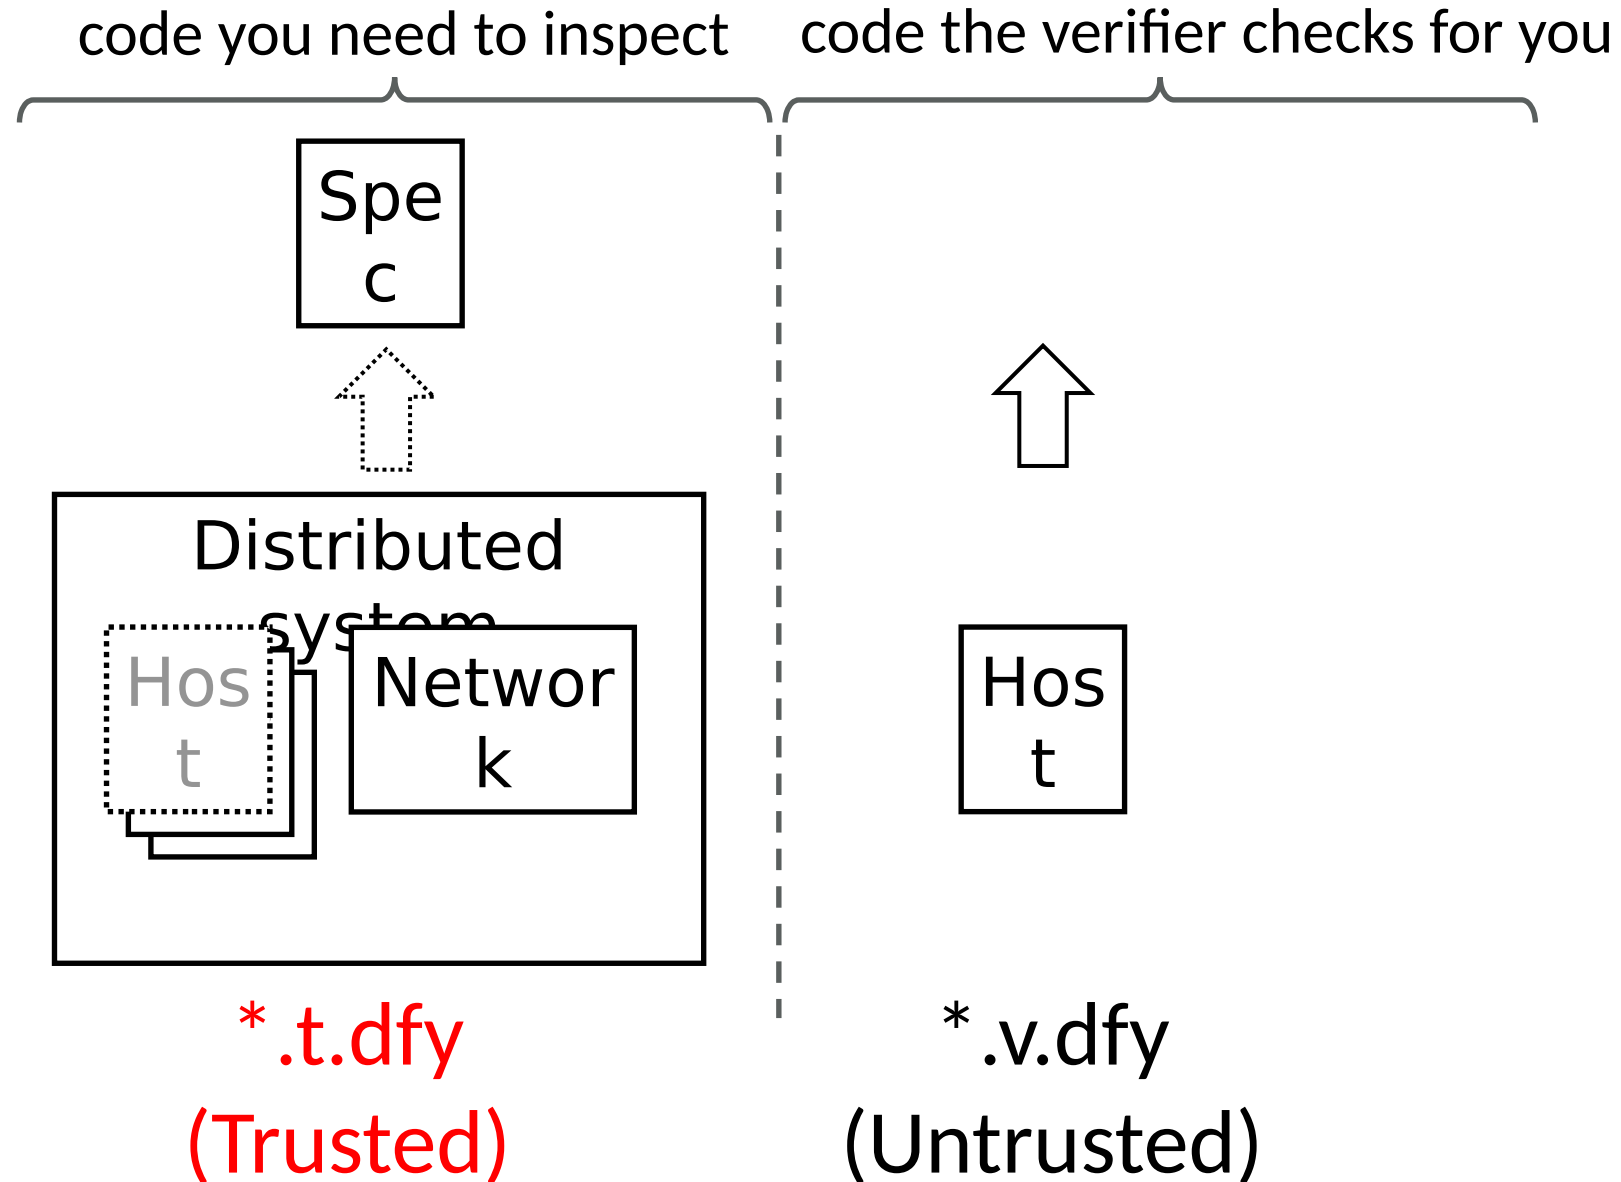 code you need to inspect
code the verifier checks for you
Spe
c
Distributed
system
Hos
t
Networ
k
Hos
t
*.t.dfy
(Trusted)
*.v.dfy
(Untrusted)